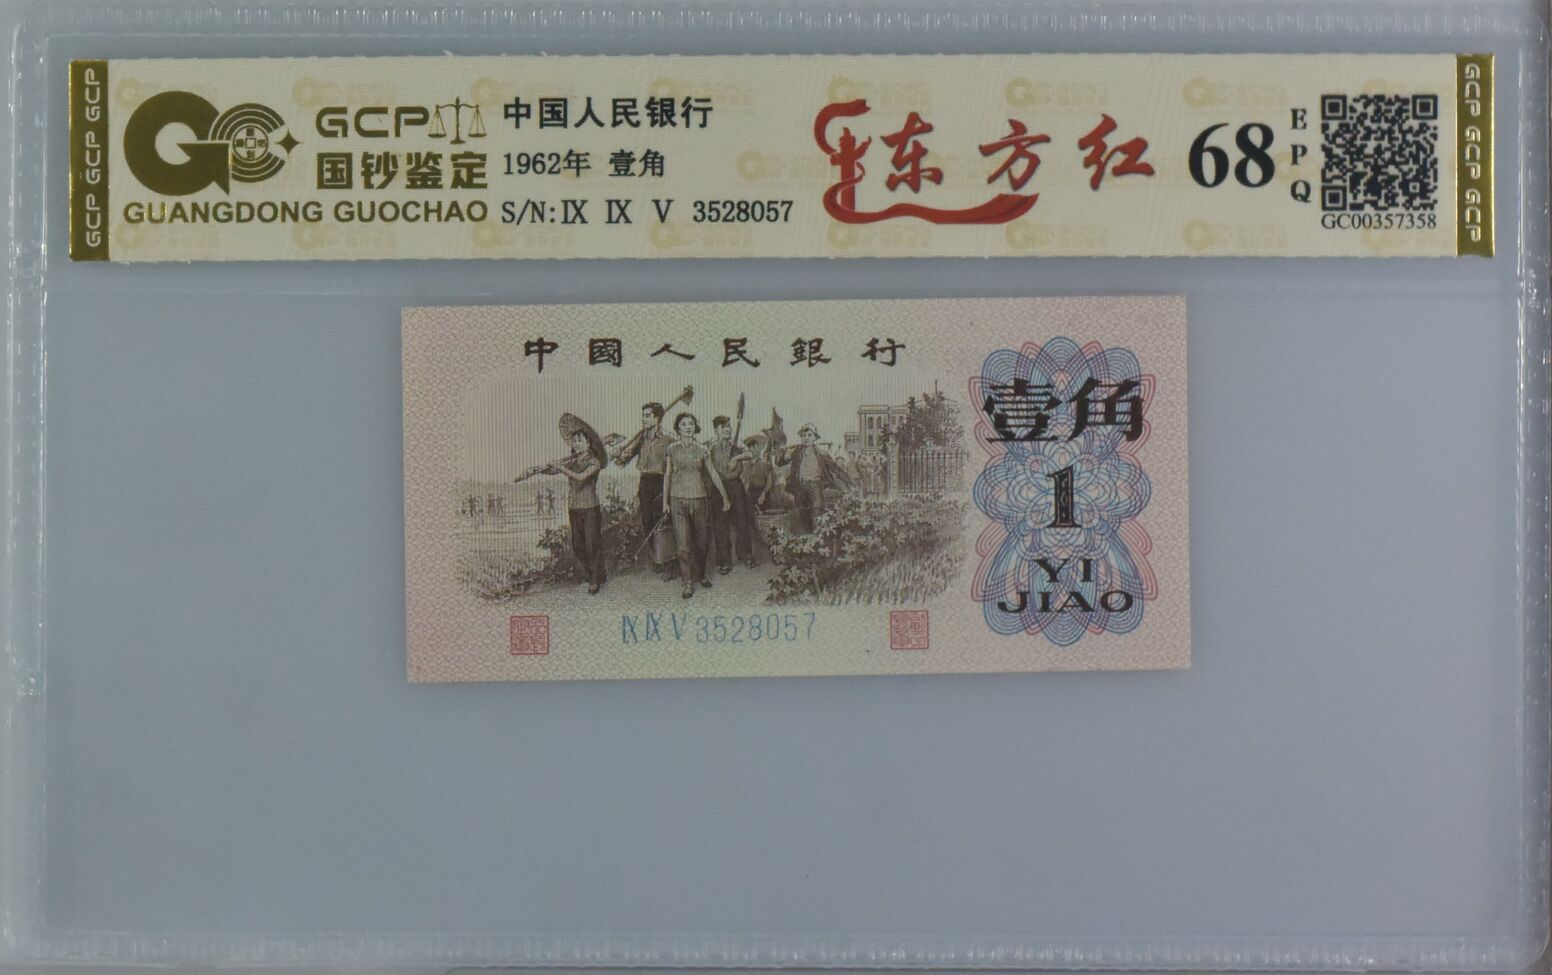 GCP GCP GCP
GCP
国钞鉴定
GUANGDONG GUOCHAO
中国人民银行
1962年 壹角
S/N:IX IX V 3528057
东方红
68
EPQ
GC00357358
GCP GCP GCP
中國人民銀行
壹角
1
YI
JIAO
IX IX V 3528057